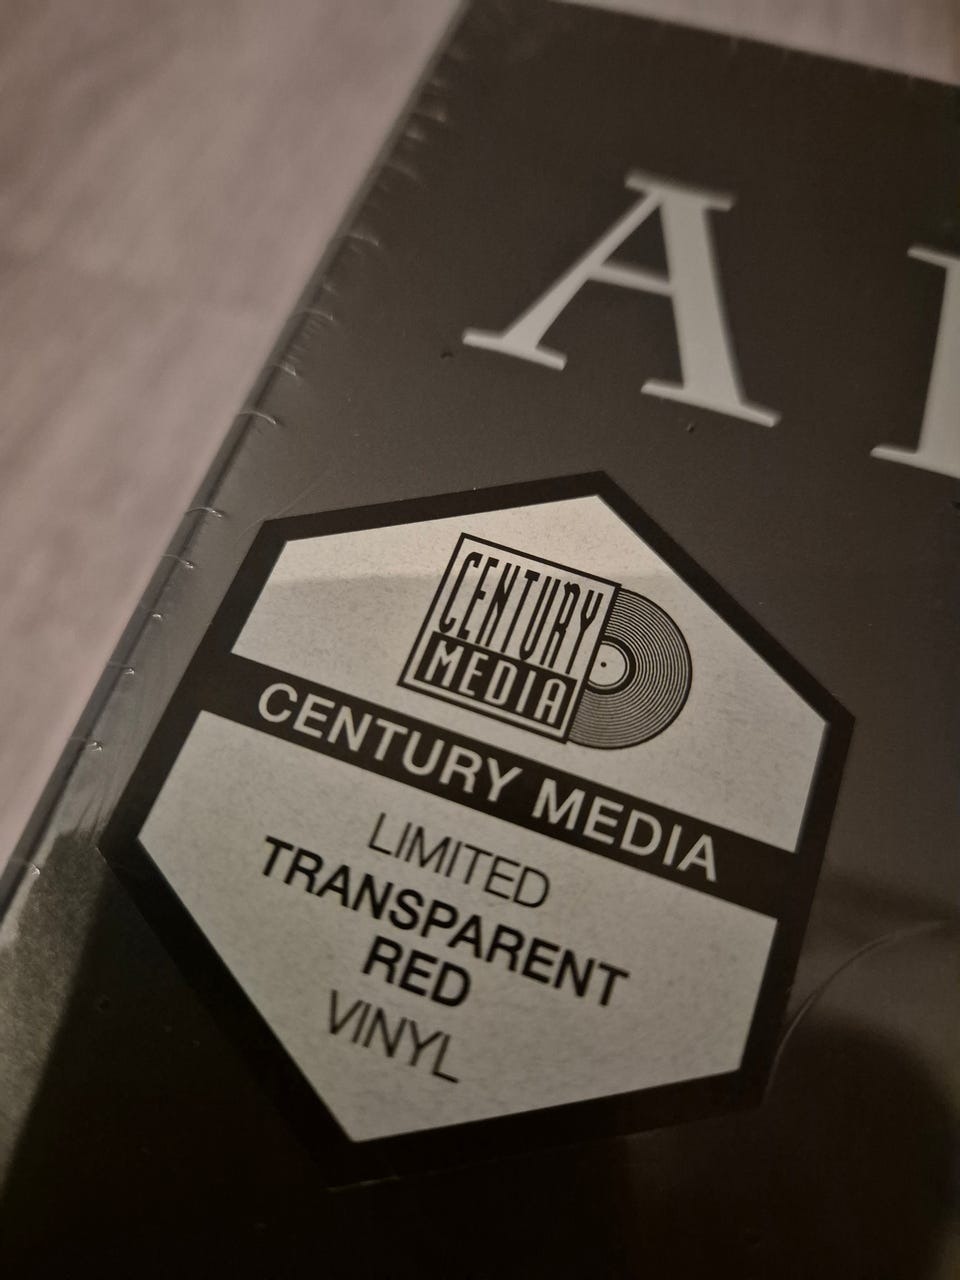 A
CENTURY
MEDIA
CENTURY MEDIA
LIMITED
TRANSPARENT
RED
VINYL